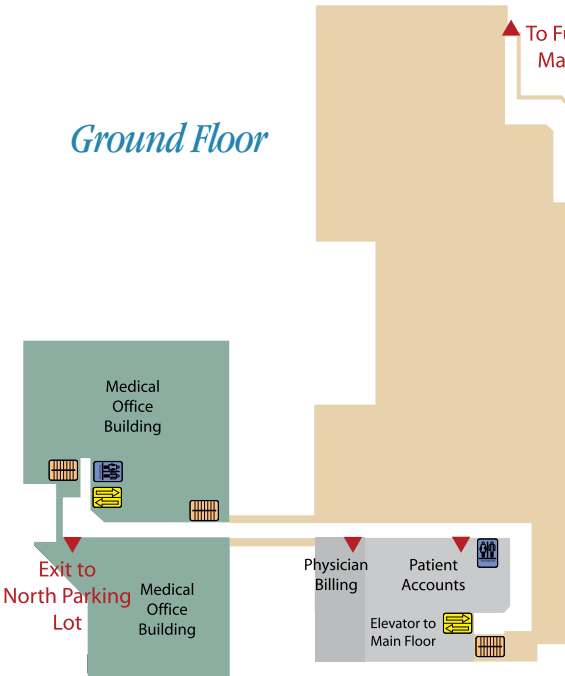 To
Ground Floor
Medical
Office
Building
Exit to
North Parking
Lot
Medical
Office
Building
Physician
Billing
Patient
Accounts
Elevator to
Main Floor